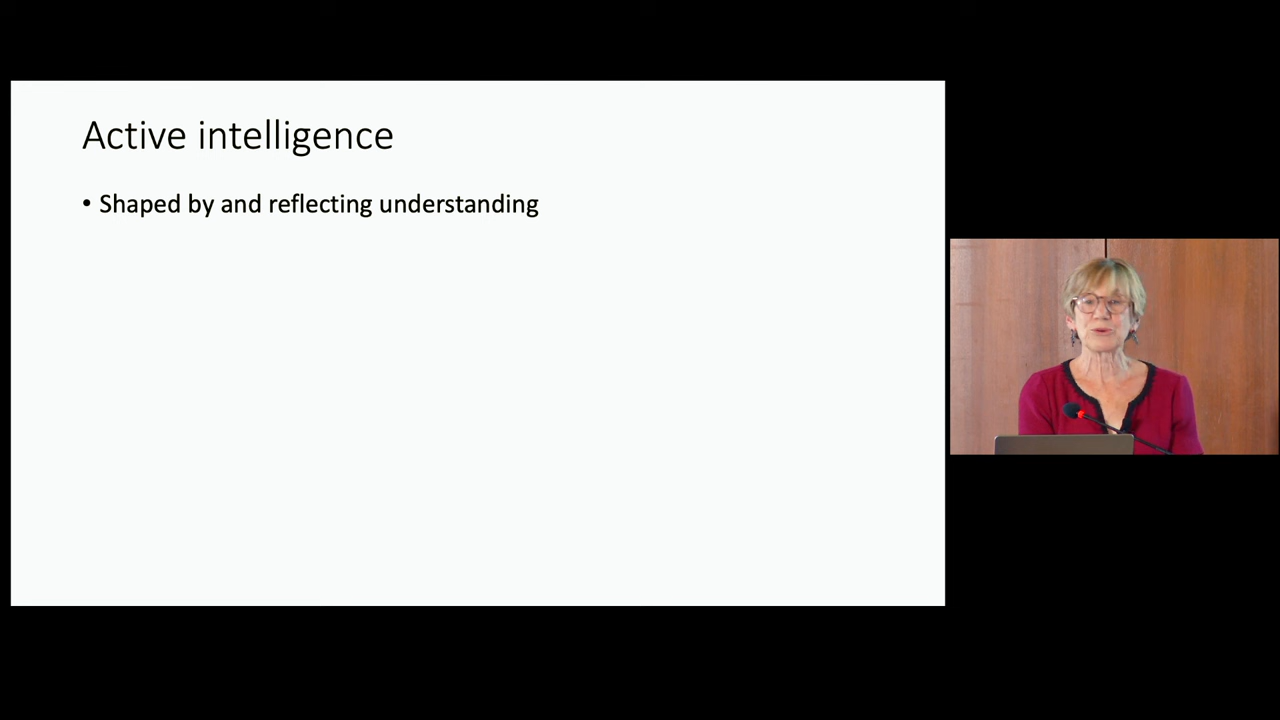 Active intelligence
• Shaped by and reflecting understanding